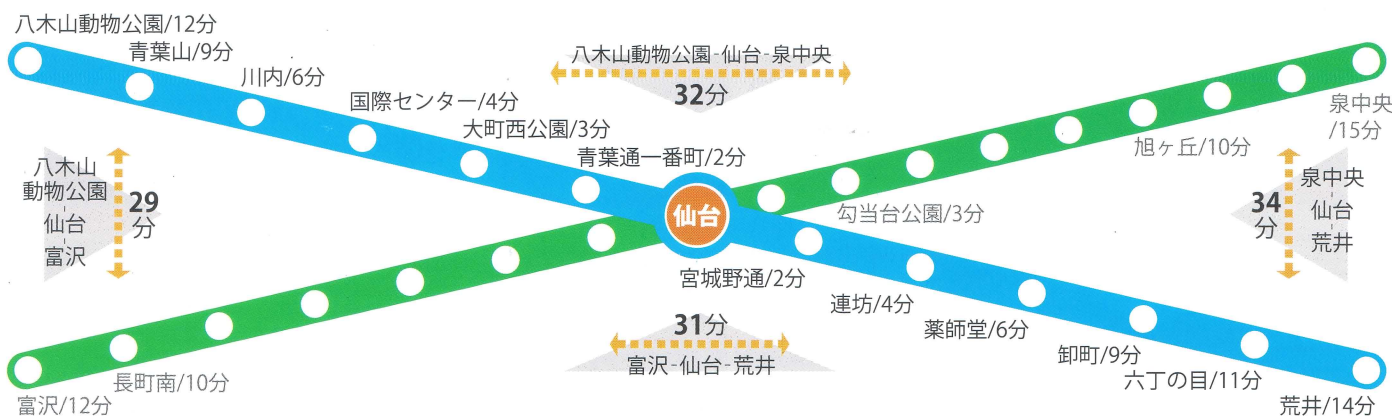 八木山動物公園/12分
青葉山/9分
川内/6分
国際センター/4分
大町西公園/3分
青葉通一番町/2分
八木山動物公園-仙台-泉中央
32分
泉中央
/15分
旭ヶ丘/10分
勾当台公園/3分
八木山
動物公園
-
仙台
-
富沢
29
分
仙台
34
分
泉中央
-
仙台
-
荒井
宮城野通/2分
連坊/4分
薬師堂/6分
卸町/9分
六丁の目/11分
荒井/14分
31分
富沢-仙台-荒井
長町南/10分
富沢/12分